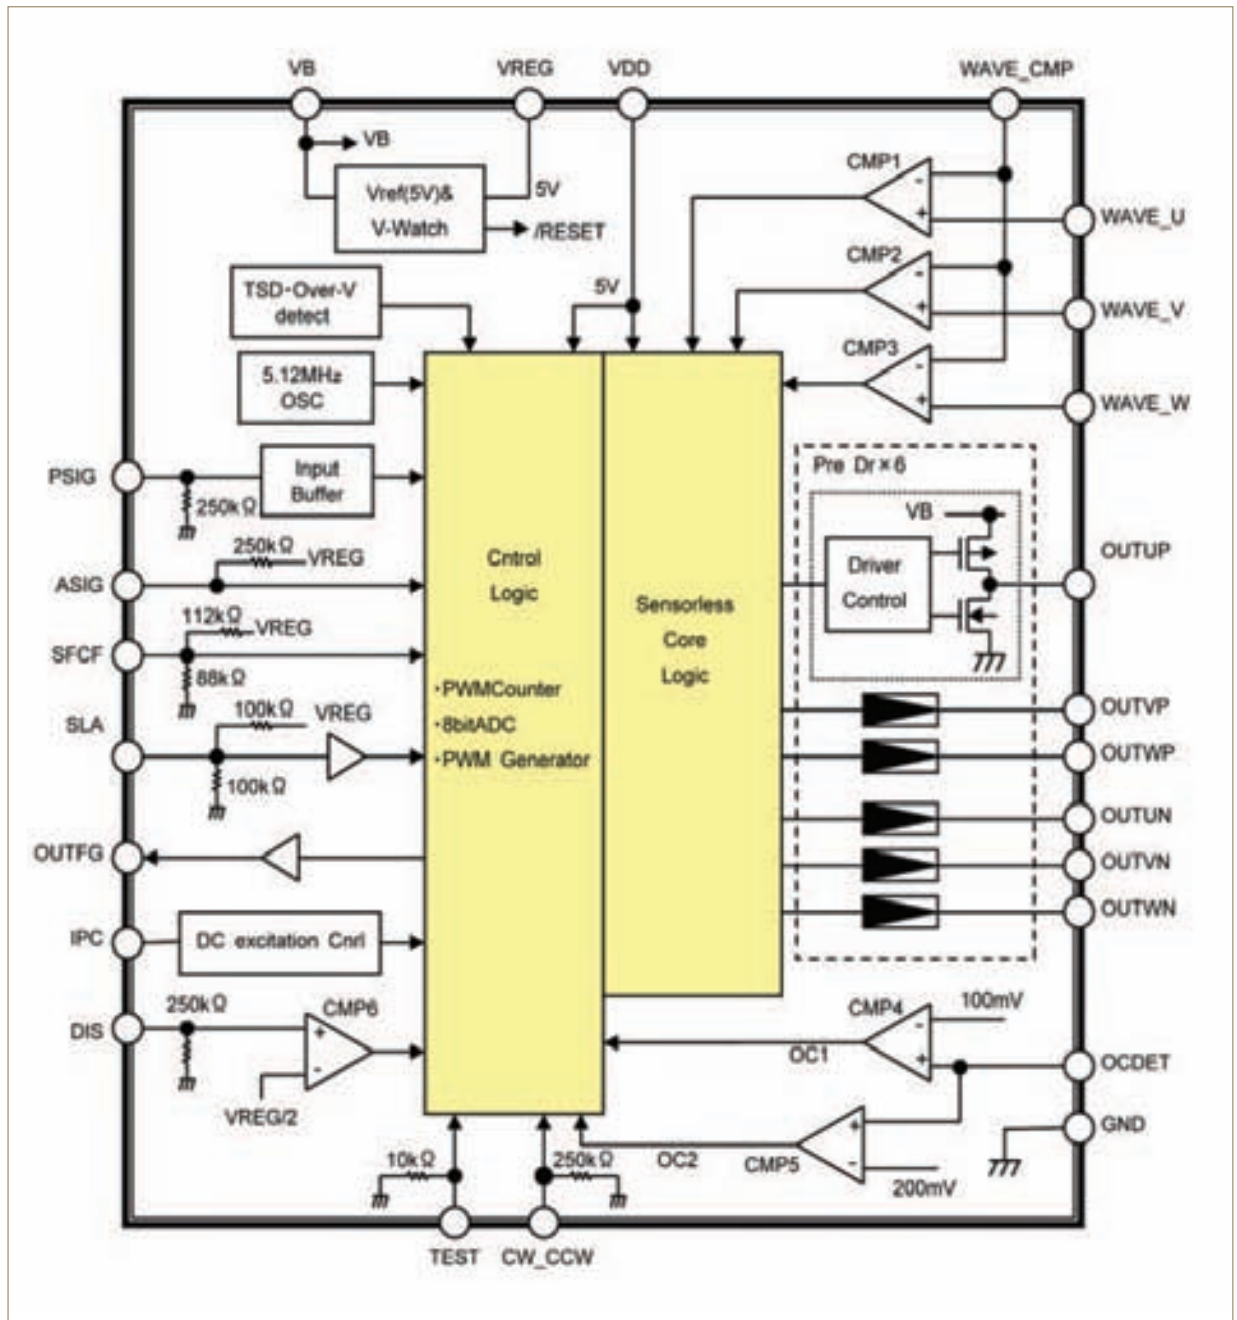 VB
VREG
VDD
WAVE_CMP
VB
Vref(5V)&
V-Watch
5V
/RESET
CMP1
WAVE_U
TSD・Over-V
detect
5V
CMP2
WAVE_V
CMP3
5.12MHz
OSC
WAVE_W
PSIG
Input
Buffer
250kΩ
Pre Dr×6
VB
250kΩ
VREG
ASIG
Cntrol
Logic
Sensorless
Core
Logic
Driver
Control
OUTUP
112kΩ
VREG
SFCF
88kΩ
・PWMCounter
・8bitADC
・PWM Generator
SLA
100kΩ
VREG
100kΩ
OUTVP
OUTWP
OUTUN
OUTVN
OUTWN
OUTFG
IPC
DC excitation Cnrl
250kΩ
CMP6
DIS
+
-
VREG/2
CMP4
100mV
OC1
OCDET
GND
10kΩ
250kΩ
OC2
CMP5
200mV
TEST
CW_CCW